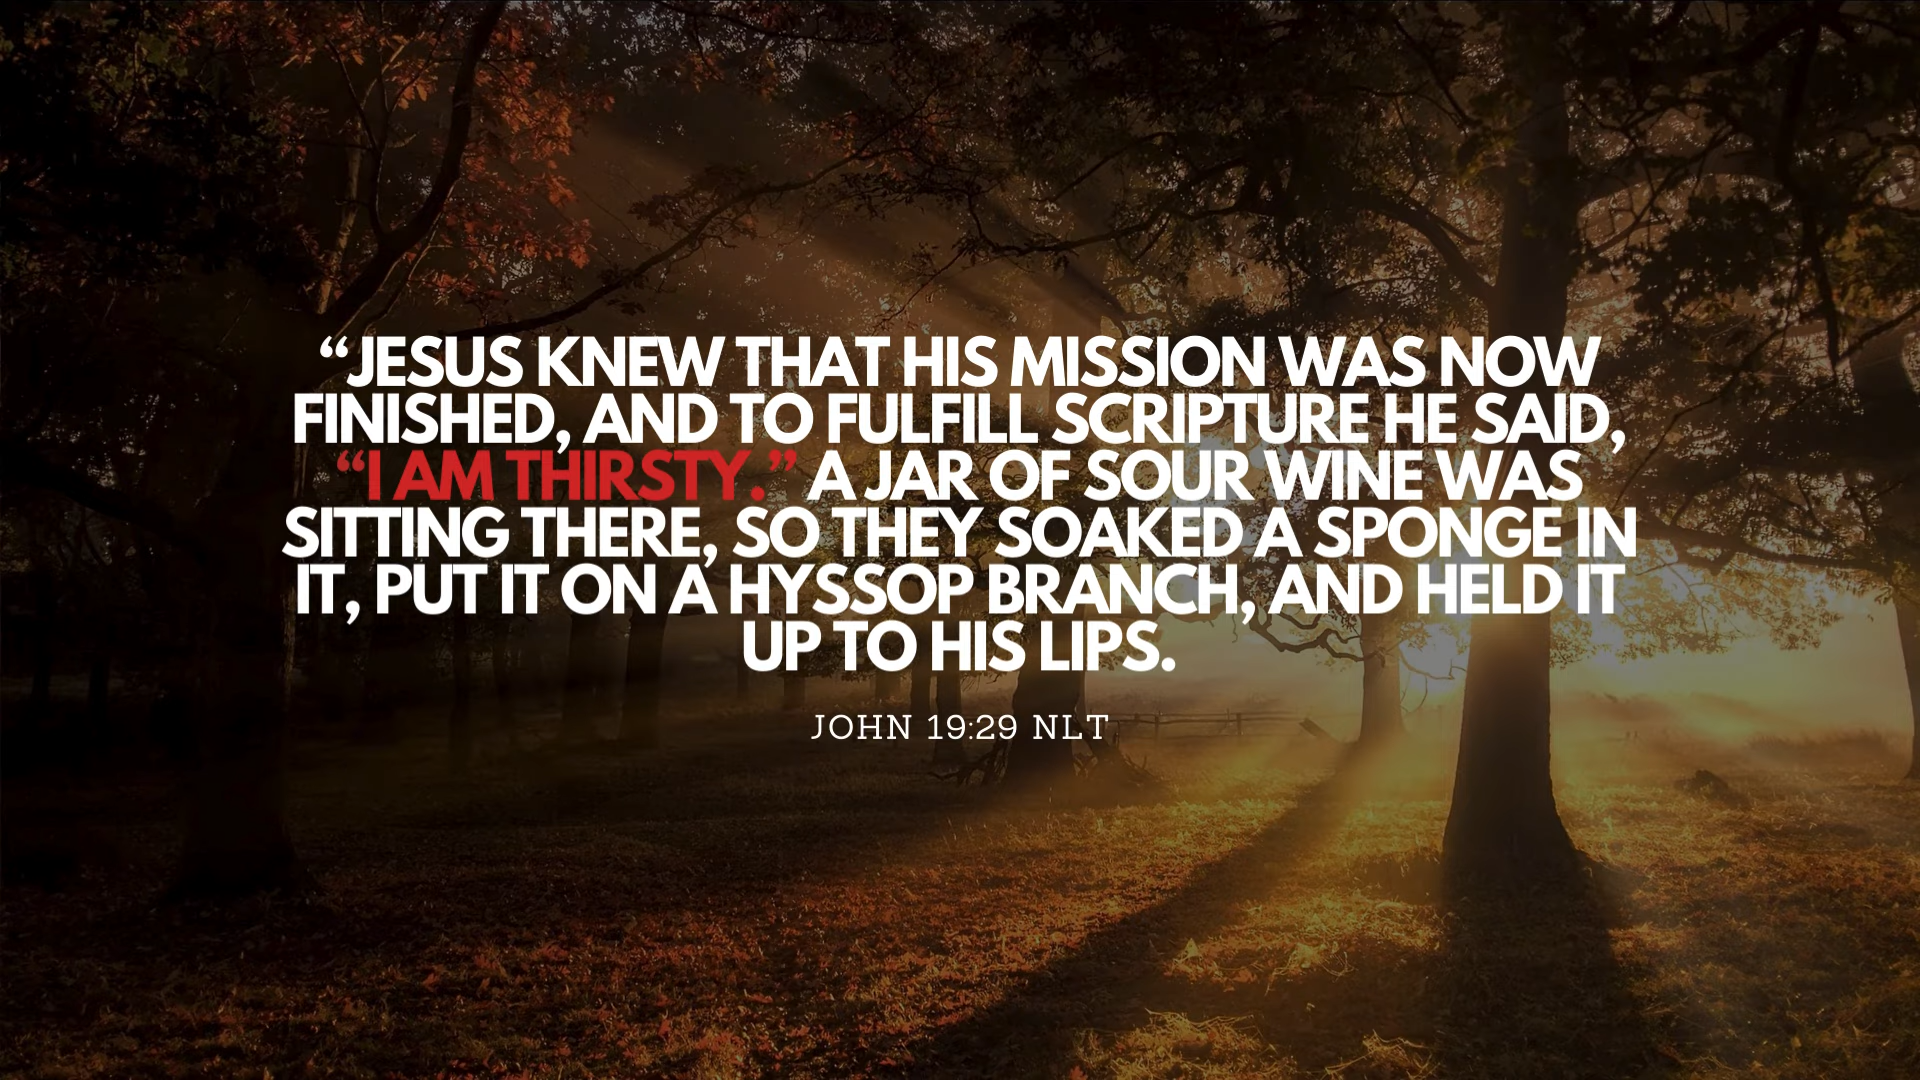 “JESUS KNEW THAT HIS MISSION WAS NOW
FINISHED, AND TO FULFILL SCRIPTURE HE SAID,
“I AM THIRSTY.” A JAR OF SOUR WINE WAS
SITTING THERE, SO THEY SOAKED A SPONGE IN
IT, PUT IT ON A HYSSOP BRANCH, AND HELD IT
UP TO HIS LIPS.
JOHN 19:29 NLT